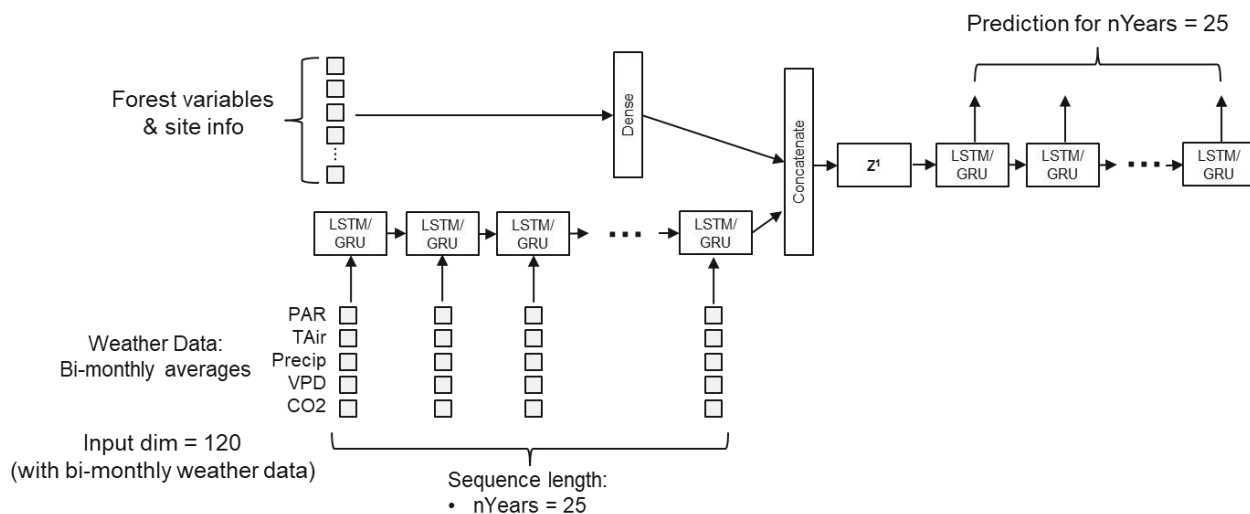 Prediction for nYears = 25
Forest variables
& site info
Dense
Concatenate
Z¹
LSTM/
GRU
LSTM/
GRU
LSTM/
GRU
LSTM/
GRU
LSTM/
GRU
LSTM/
GRU
LSTM/
GRU
Weather Data:
Bi-monthly averages
PAR
TAir
Precip
VPD
CO2
Input dim = 120
(with bi-monthly weather data)
Sequence length:
• nYears = 25